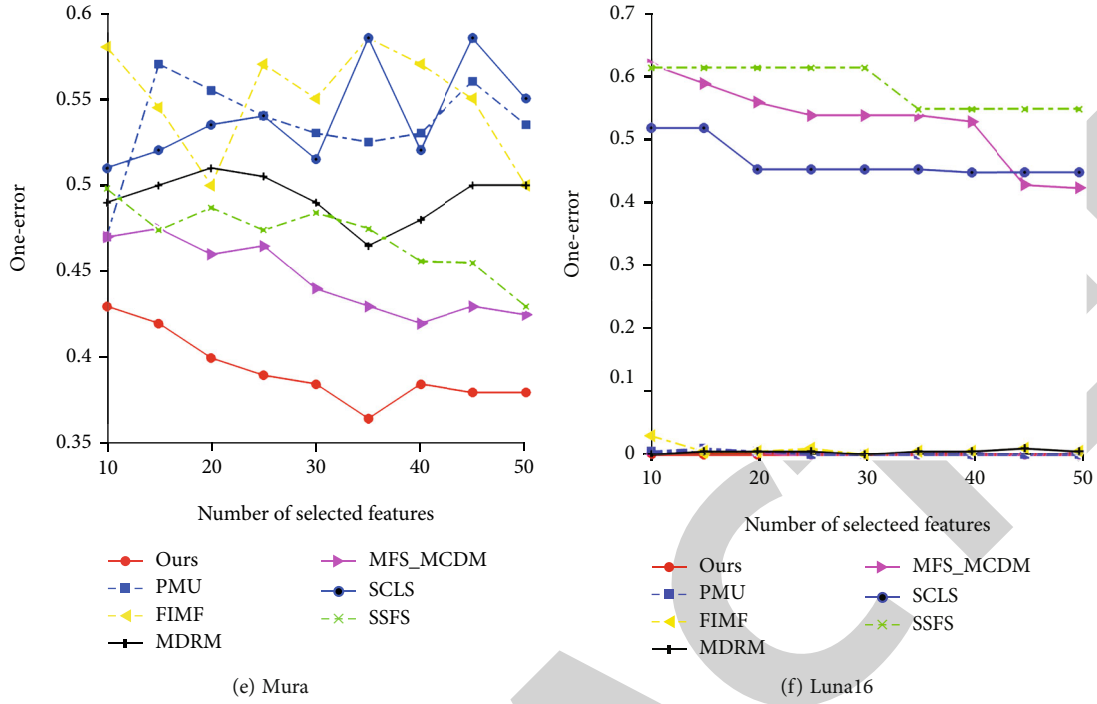 0.6
0.55
0.5
0.45
0.4
0.35
One-error
10
20
30
40
50
Number of selected features
Ours
PMU
FIMF
MDRM
MFS_MCDM
SCLS
SSFS
(e) Mura
0.7
0.6
0.5
0.4
0.3
0.2
0.1
0
One-error
10
20
30
40
50
Number of selecteed features
Ours
PMU
FIMF
MDRM
MFS_MCDM
SCLS
SSFS
(f) Luna16